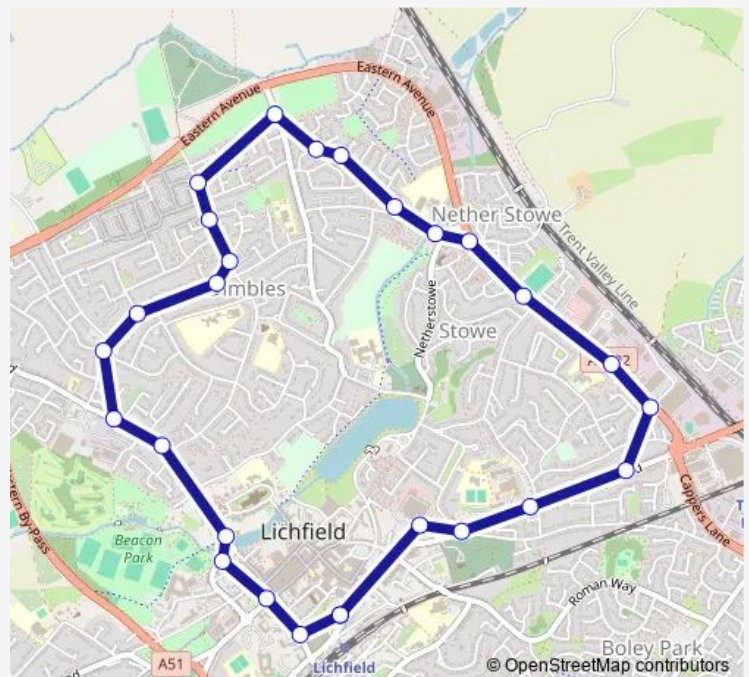 Eastern Avenue
Eastern Avenue
Nether Stowe
Trent Valley Line
Netherstowe
Stowe
Cappers Lane
Lichfield
Beacon
Park
Roman Way
Boley Park
A51
Lichfield
© OpenStreetMap contributors